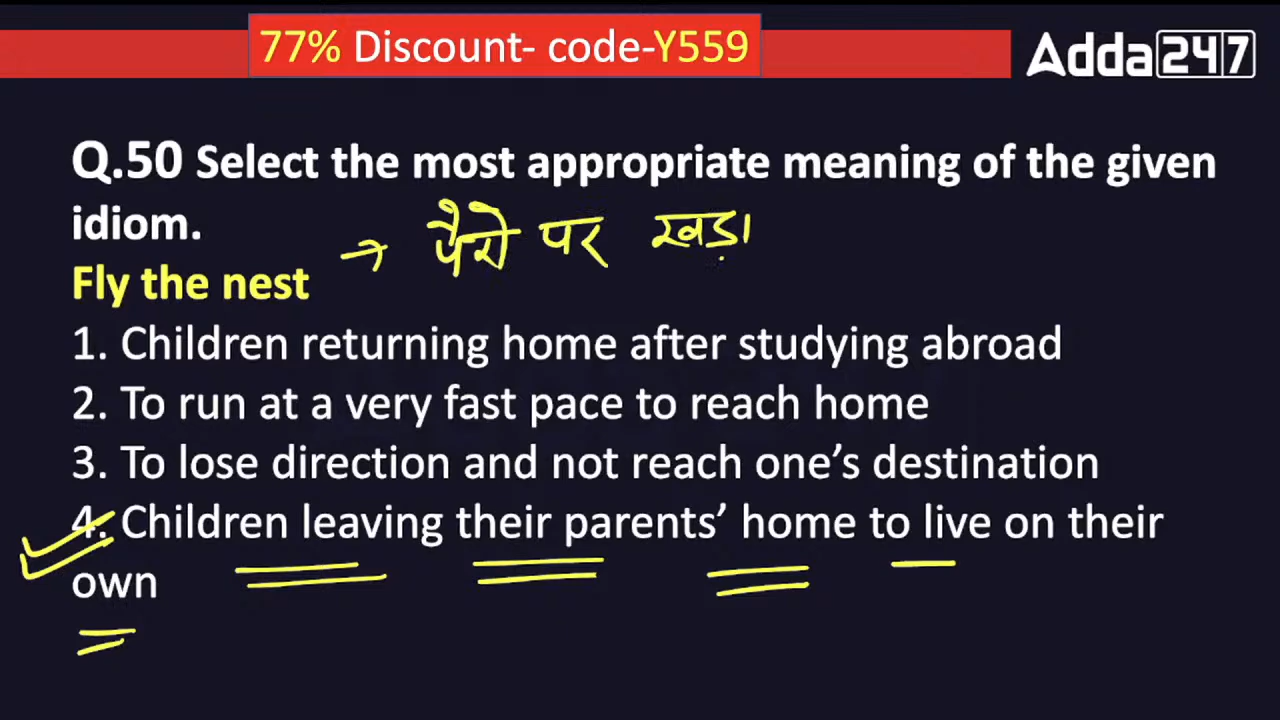 77% Discount- code-Y559
Adda247
Q.50 Select the most appropriate meaning of the given
idiom.
→ पैरो पर खड़ा
Fly the nest
1. Children returning home after studying abroad
2. To run at a very fast pace to reach home
3. To lose direction and not reach one’s destination
4. Children leaving their parents’ home to live on their
own